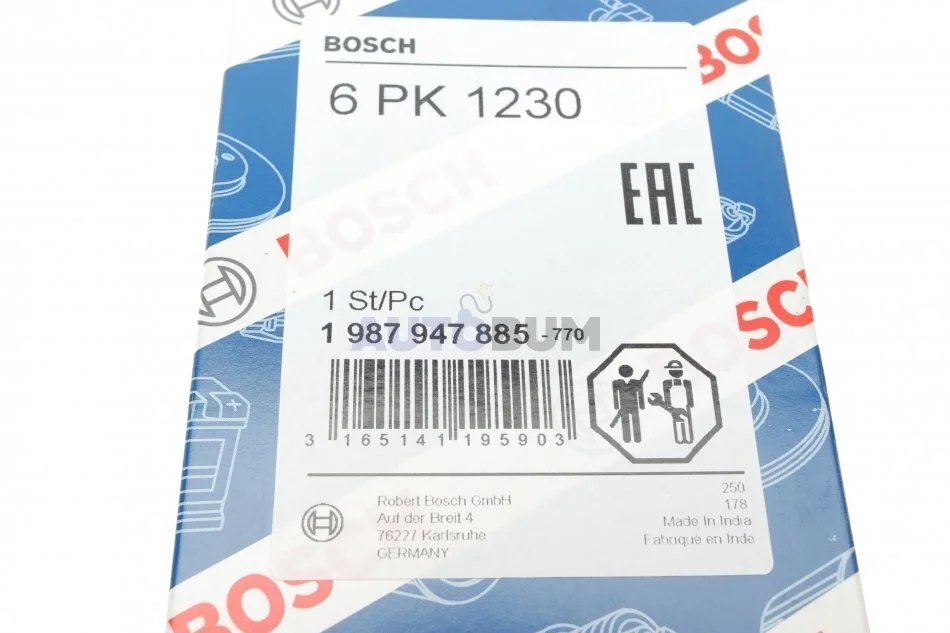 BOSCH
6 PK 1230
BOSCH
EAC
BOSCH
1 St/Pc
AUTOBUM
1 987 947 885 -770
BOSCH
3 165141 195903
Robert Bosch GmbH
Auf der Breit 4
76227 Karlsruhe
GERMANY
250
178
Made In India
Fabriqué en Inde
BOSCH